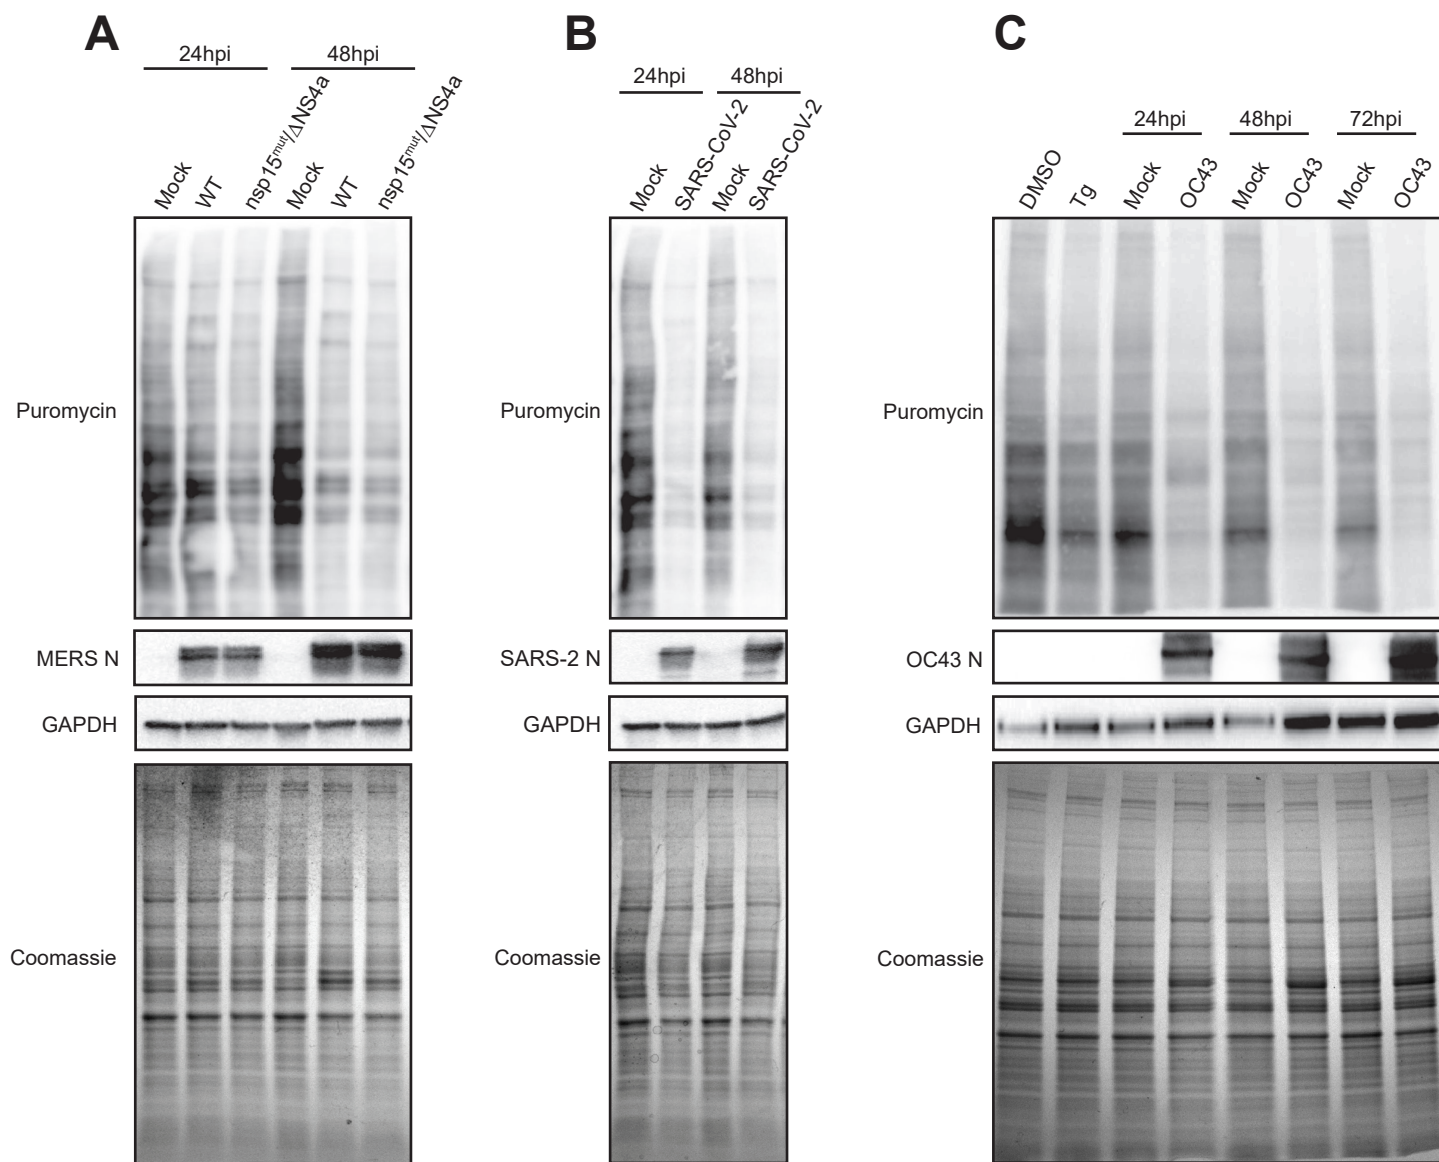 A
24hpi
48hpi
Mock
WT
nsp15mut/ΔNS4a
Mock
WT
nsp15mut/ΔNS4a
Puromycin
MERS N
GAPDH
Coomassie
B
24hpi
48hpi
Mock
SARS-CoV-2
Mock
SARS-CoV-2
Puromycin
SARS-2 N
GAPDH
Coomassie
C
24hpi
48hpi
72hpi
DMSO
Tg
Mock
OC43
Mock
OC43
Mock
OC43
Puromycin
OC43 N
GAPDH
Coomassie